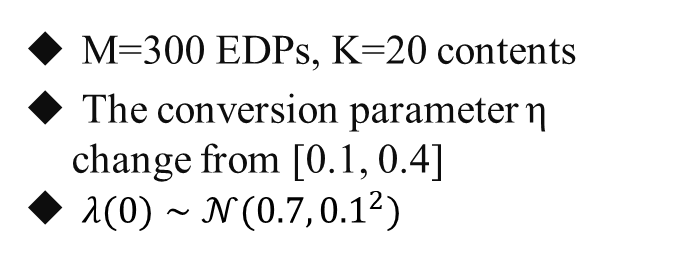 ◆ M=300 EDPs, K=20 contents
◆ The conversion parameter η
change from [0.1, 0.4]
◆ λ(0) ~ 𝒩(0.7, 0.1²)